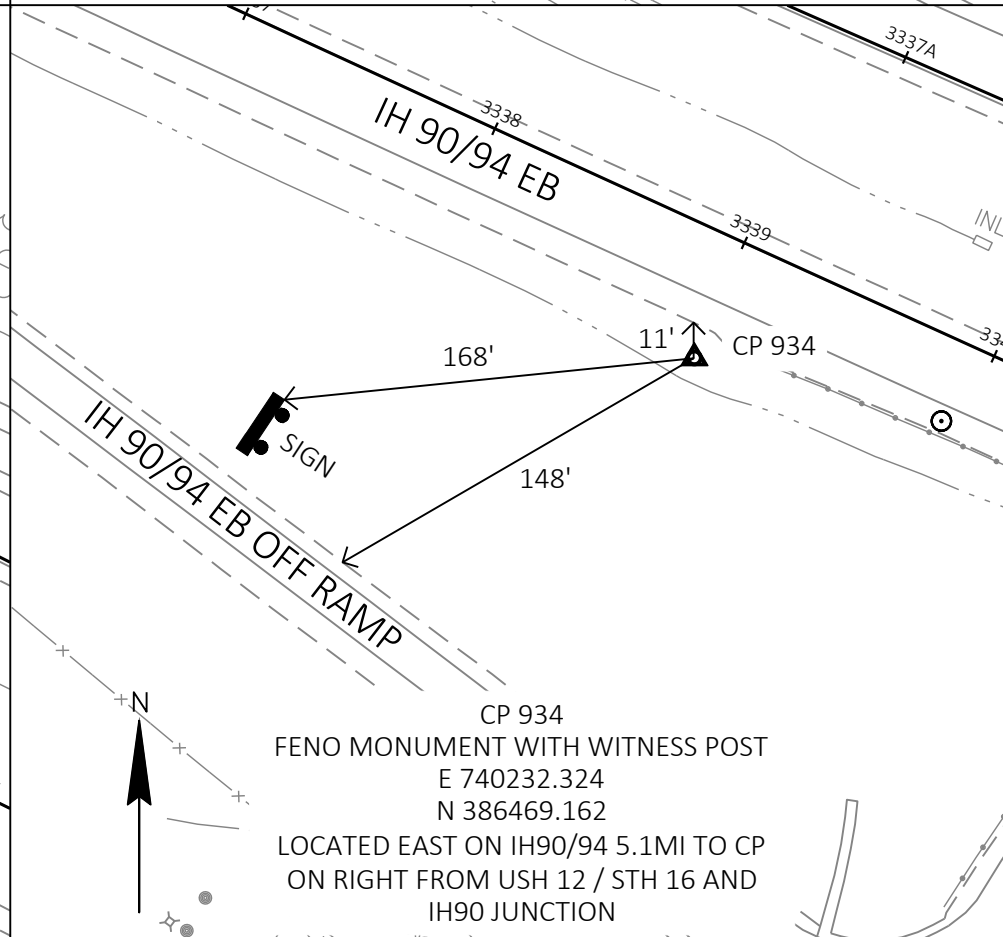 3337A
3338
IH 90/94 EB
3339
11'
CP 934
168'
SIGN
148'
IH 90/94 EB OFF RAMP
N
CP 934
FENO MONUMENT WITH WITNESS POST
E 740232.324
N 386469.162
LOCATED EAST ON IH90/94 5.1MI TO CP
ON RIGHT FROM USH 12 / STH 16 AND
IH90 JUNCTION